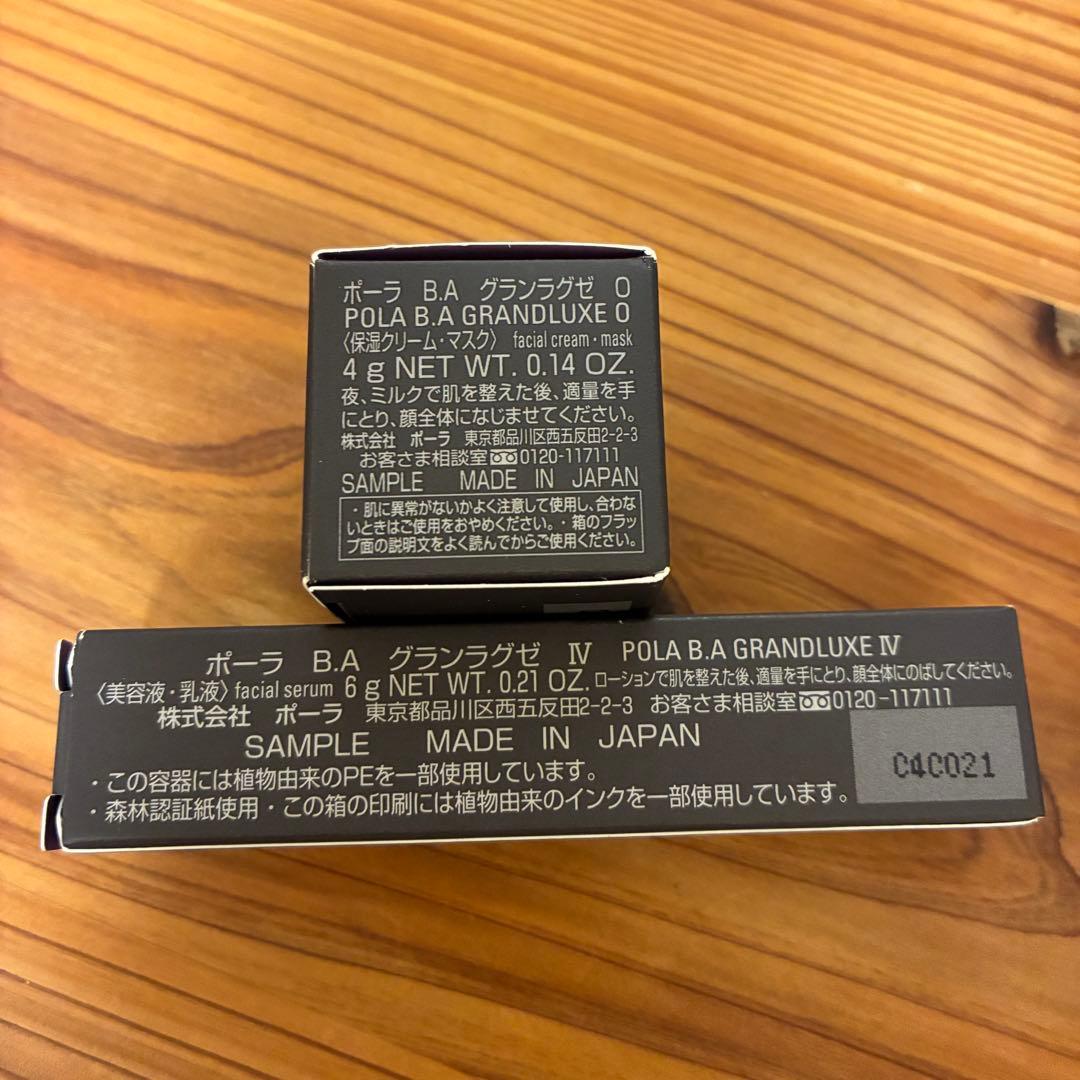 ポーラ B.A グランラグゼ O
POLA B.A GRANDLUXE O
〈保湿クリーム・マスク〉 facial cream・mask
4 g NET WT. 0.14 OZ.
夜、ミルクで肌を整えた後、適量を手
にとり、顔全体になじませてください。
株式会社 ポーラ 東京都品川区西五反田2-2-3
お客さま相談室 0120-117111
SAMPLE MADE IN JAPAN
・肌に異常がないかよく注意して使用し、合わな
いときはご使用をおやめください。・箱のフラッ
プ面の説明文をよく読んでからご使用ください。
ポーラ B.A グランラグゼ Ⅳ POLA B.A GRANDLUXE Ⅳ
〈美容液・乳液〉 facial serum 6 g NET WT. 0.21 OZ. ローションで肌を整えた後、適量を手にとり、顔全体にのばしてください。
株式会社 ポーラ 東京都品川区西五反田2-2-3 お客さま相談室 0120-117111
SAMPLE MADE IN JAPAN
・この容器には植物由来のPEを一部使用しています。
・森林認証紙使用・この箱の印刷には植物由来のインクを一部使用しています。
C4C021